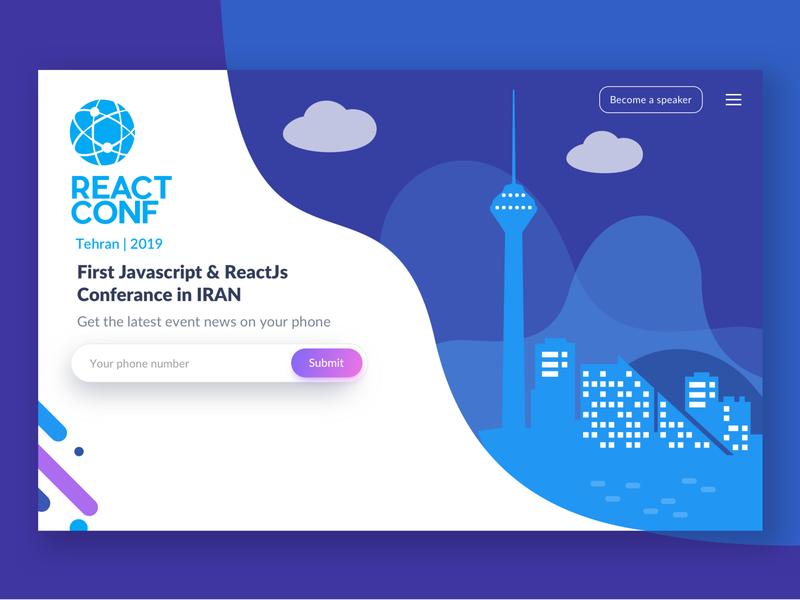 Become a speaker
REACT
CONF
Tehran | 2019
First Javascript & ReactJs
Conferance in IRAN
Get the latest event news on your phone
Your phone number
Submit